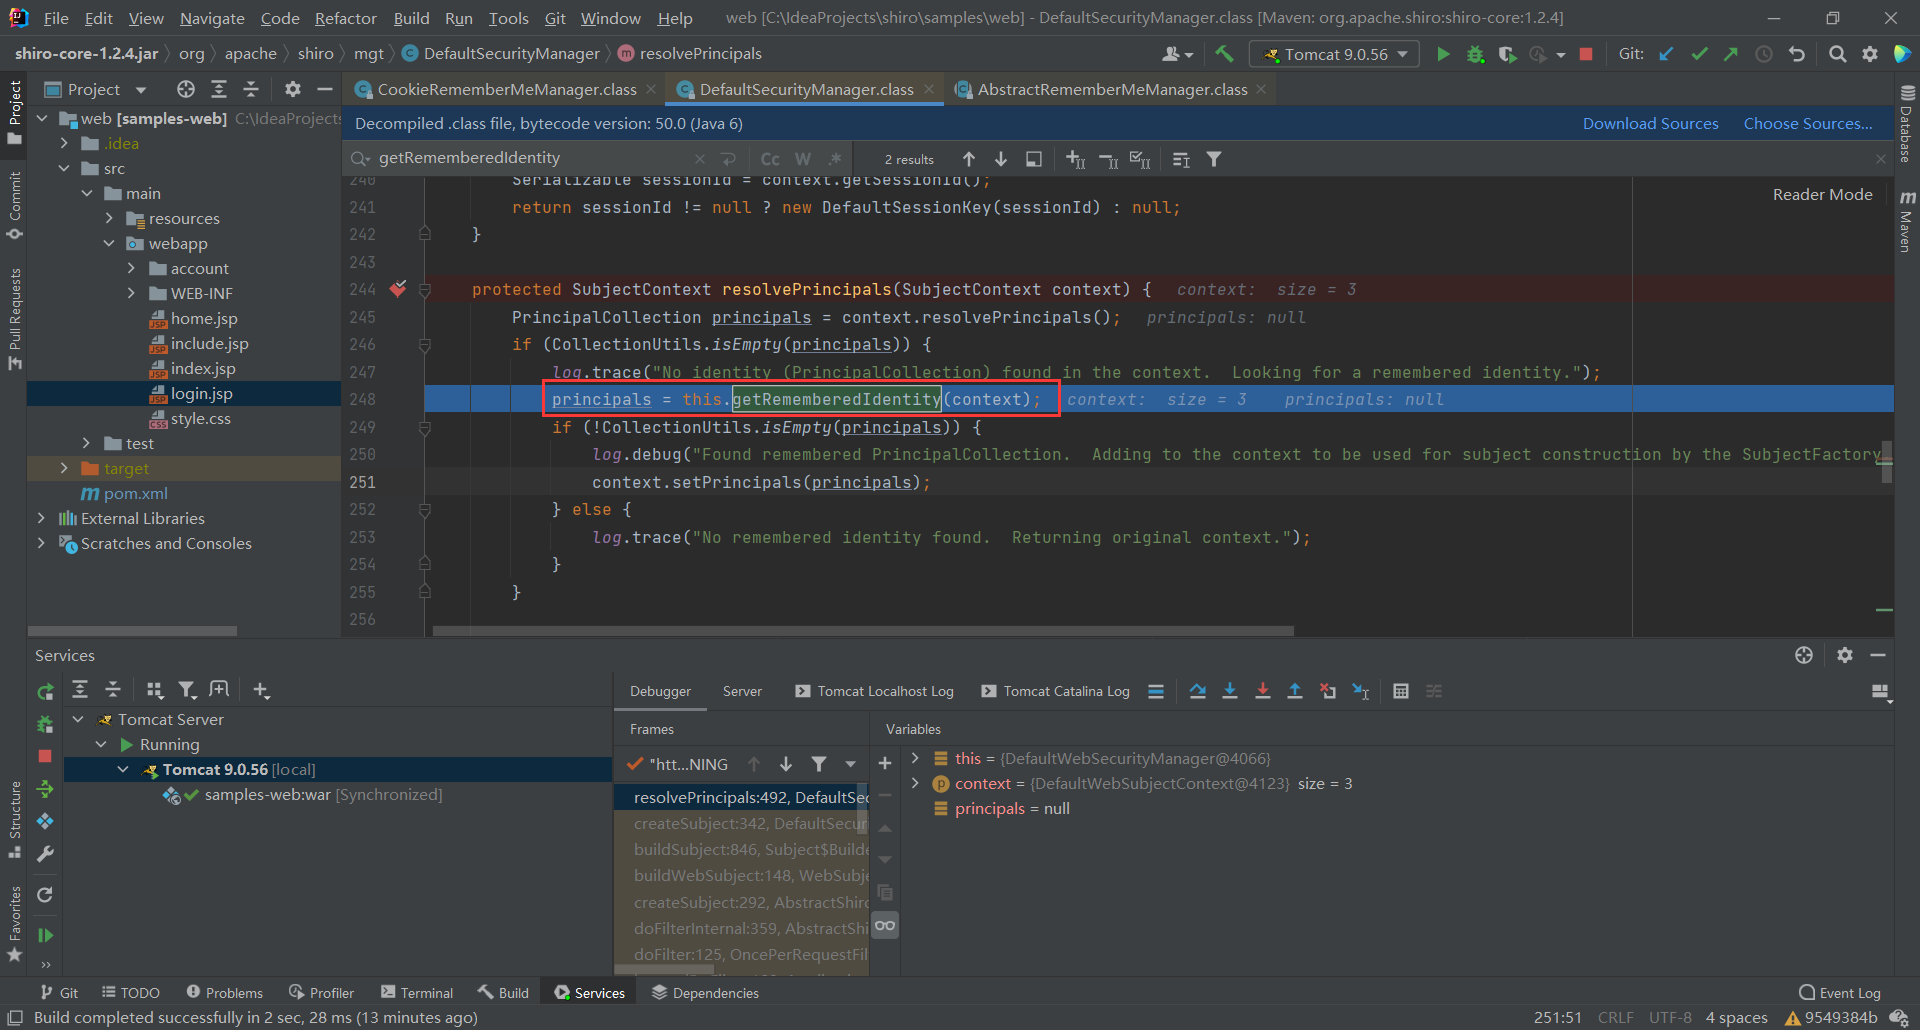 File Edit View Navigate Code Refactor Build Run Tools Git Window Help web [C:\IdeaProjects\shiro\samples\web] - DefaultSecurityManager.class [Maven: org.apache.shiro:shiro-core:1.2.4]
shiro-core-1.2.4.jar org apache shiro mgt DefaultSecurityManager resolvePrincipals Tomcat 9.0.56 Git:
Project CookieRememberMeManager.class DefaultSecurityManager.class AbstractRememberMeManager.class
Project
Commit
Pull Requests
Structure
Favorites
web [samples-web] C:\IdeaProjects
.idea
src
main
resources
webapp
account
WEB-INF
home.jsp
include.jsp
index.jsp
login.jsp
style.css
test
target
pom.xml
External Libraries
Scratches and Consoles
Decompiled .class file, bytecode version: 50.0 (Java 6) Download Sources Choose Sources...
getRememberedIdentity Cc W .* 2 results
Reader Mode
240 Serializable sessionId = context.getSessionId();
241 return sessionId != null ? new DefaultSessionKey(sessionId) : null;
242 }
243
244 protected SubjectContext resolvePrincipals(SubjectContext context) { context: size = 3
245 PrincipalCollection principals = context.resolvePrincipals(); principals: null
246 if (CollectionUtils.isEmpty(principals)) {
247 log.trace("No identity (PrincipalCollection) found in the context.  Looking for a remembered identity.");
248 principals = this.getRememberedIdentity(context); context: size = 3 principals: null
249 if (!CollectionUtils.isEmpty(principals)) {
250 log.debug("Found remembered PrincipalCollection.  Adding to the context to be used for subject construction by the SubjectFactory.
251 context.setPrincipals(principals);
252 } else {
253 log.trace("No remembered identity found.  Returning original context.");
254 }
255 }
256
Database
Maven
Services
Tomcat Server
Running
Tomcat 9.0.56 [local]
samples-web:war [Synchronized]
Debugger Server Tomcat Localhost Log Tomcat Catalina Log
Frames
"htt...NING
resolvePrincipals:492, DefaultSec
createSubject:342, DefaultSecur
buildSubject:846, Subject$Builde
buildWebSubject:148, WebSubje
createSubject:292, AbstractShiro
doFilterInternal:359, AbstractShi
doFilter:125, OncePerRequestFil
Variables
this = {DefaultWebSecurityManager@4066}
context = {DefaultWebSubjectContext@4123} size = 3
principals = null
Git TODO Problems Profiler Terminal Build Services Dependencies Event Log
Build completed successfully in 2 sec, 28 ms (13 minutes ago) 251:51 CRLF UTF-8 4 spaces 9549384b